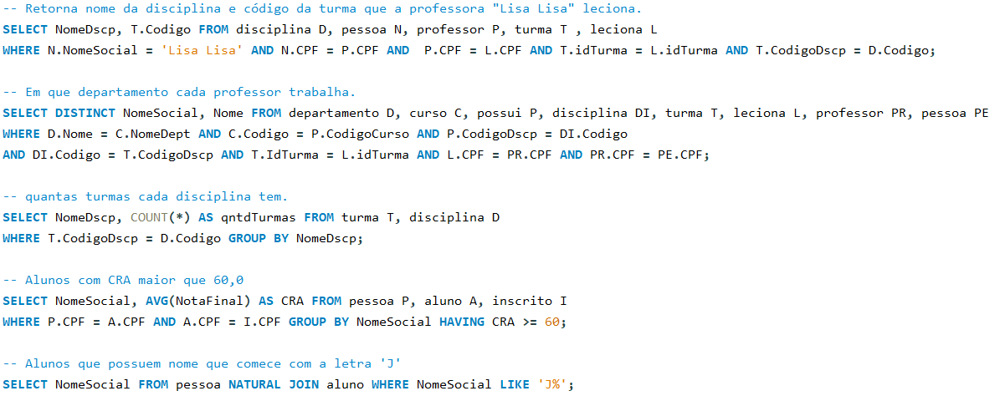 -- Retorna nome da disciplina e código da turma que a professora "Lisa Lisa" leciona.
SELECT NomeDscp, T.Codigo FROM disciplina D, pessoa N, professor P, turma T , leciona L
WHERE N.NomeSocial = 'Lisa Lisa' AND N.CPF = P.CPF AND  P.CPF = L.CPF AND T.idTurma = L.idTurma AND T.CodigoDscp = D.Codigo;
-- Em que departamento cada professor trabalha.
SELECT DISTINCT NomeSocial, Nome FROM departamento D, curso C, possui P, disciplina DI, turma T, leciona L, professor PR, pessoa PE
WHERE D.Nome = C.NomeDept AND C.Codigo = P.CodigoCurso AND P.CodigoDscp = DI.Codigo
AND DI.Codigo = T.CodigoDscp AND T.IdTurma = L.idTurma AND L.CPF = PR.CPF AND PR.CPF = PE.CPF;
-- quantas turmas cada disciplina tem.
SELECT NomeDscp, COUNT(*) AS qntdTurmas FROM turma T, disciplina D
WHERE T.CodigoDscp = D.Codigo GROUP BY NomeDscp;
-- Alunos com CRA maior que 60,0
SELECT NomeSocial, AVG(NotaFinal) AS CRA FROM pessoa P, aluno A, inscrito I
WHERE P.CPF = A.CPF AND A.CPF = I.CPF GROUP BY NomeSocial HAVING CRA >= 60;
-- Alunos que possuem nome que comece com a letra 'J'
SELECT NomeSocial FROM pessoa NATURAL JOIN aluno WHERE NomeSocial LIKE 'J%';